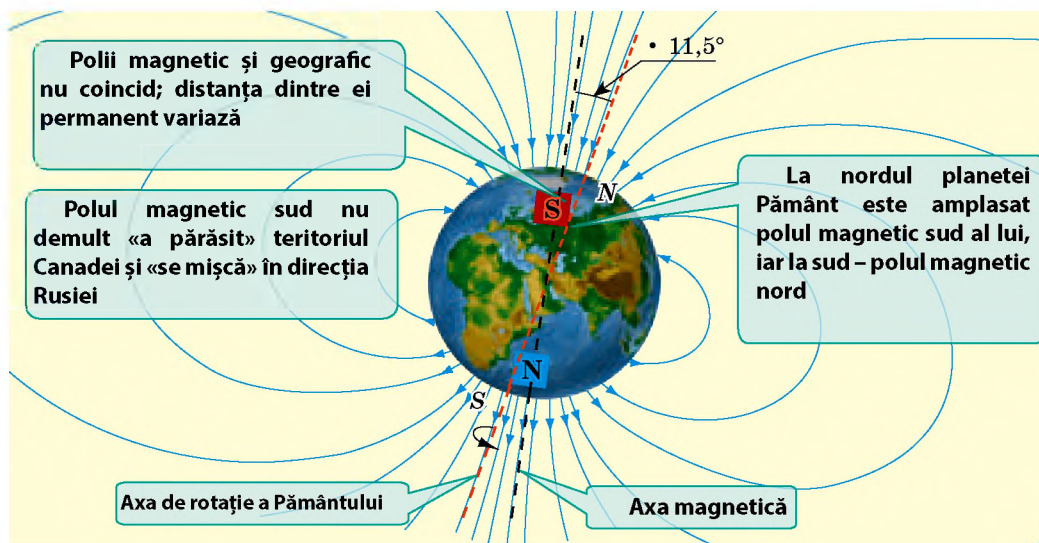 Polii magnetic și geografic
nu coincid; distanța dintre ei
permanent variază
• 11,5°
Polul magnetic sud nu
demult «a părăsit» teritoriul
Canadei și «se mișcă» în direcția
Rusiei
La nordul planetei
Pământ este amplasat
polul magnetic sud al lui,
iar la sud – polul magnetic
nord
N
S
N
S
Axa de rotație a Pământului
Axa magnetică